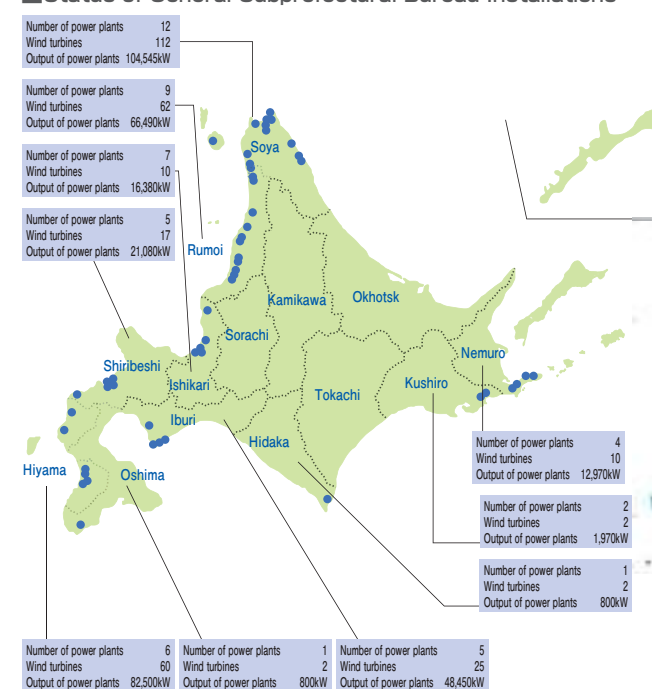 Status of General Subprefectural Bureau Installations
Number of power plants 12
Wind turbines 112
Output of power plants 104,545kW
Number of power plants 9
Wind turbines 62
Output of power plants 66,490kW
Number of power plants 7
Wind turbines 10
Output of power plants 16,380kW
Number of power plants 5
Wind turbines 17
Output of power plants 21,080kW
Soya
Rumoi
Kamikawa
Okhotsk
Sorachi
Shiribeshi
Ishikari
Nemuro
Kushiro
Tokachi
Iburi
Hidaka
Hiyama
Oshima
Number of power plants 4
Wind turbines 10
Output of power plants 12,970kW
Number of power plants 2
Wind turbines 2
Output of power plants 1,970kW
Number of power plants 1
Wind turbines 2
Output of power plants 800kW
Number of power plants 6
Wind turbines 60
Output of power plants 82,500kW
Number of power plants 1
Wind turbines 2
Output of power plants 800kW
Number of power plants 5
Wind turbines 25
Output of power plants 48,450kW